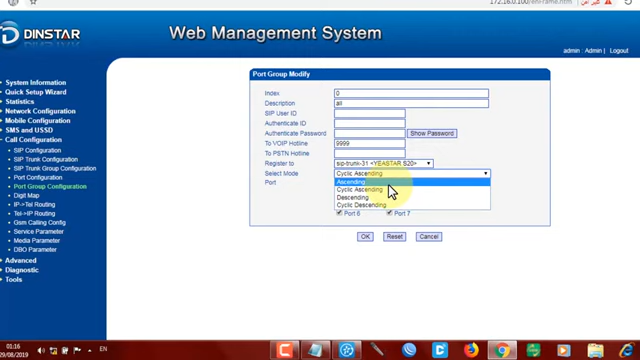 172.16.0.100/enFrame.htm
DINSTAR
Web Management System
admin | Admin | Logout
System Information
Quick Setup Wizard
Statistics
Network Configuration
Mobile Configuration
SMS and USSD
Call Configuration
SIP Configuration
SIP Trunk Configuration
SIP Trunk Group Configuration
Port Configuration
Port Group Configuration
Digit Map
IP->Tel Routing
Tel->IP Routing
Gsm Calling Config
Service Parameter
Media Parameter
DBO Parameter
Advanced
Diagnostic
Tools
Port Group Modify
Index 0
Description all
SIP User ID
Authenticate ID
Authenticate Password Show Password
To VOIP Hotline 9999
To PSTN Hotline
Register to sip-trunk-31 <YEASTAR S20>
Select Mode Cyclic Ascending
Ascending
Cyclic Ascending
Descending
Cyclic Descending
Port
Port 6 Port 7
OK Reset Cancel
01:16
29/08/2019
EN